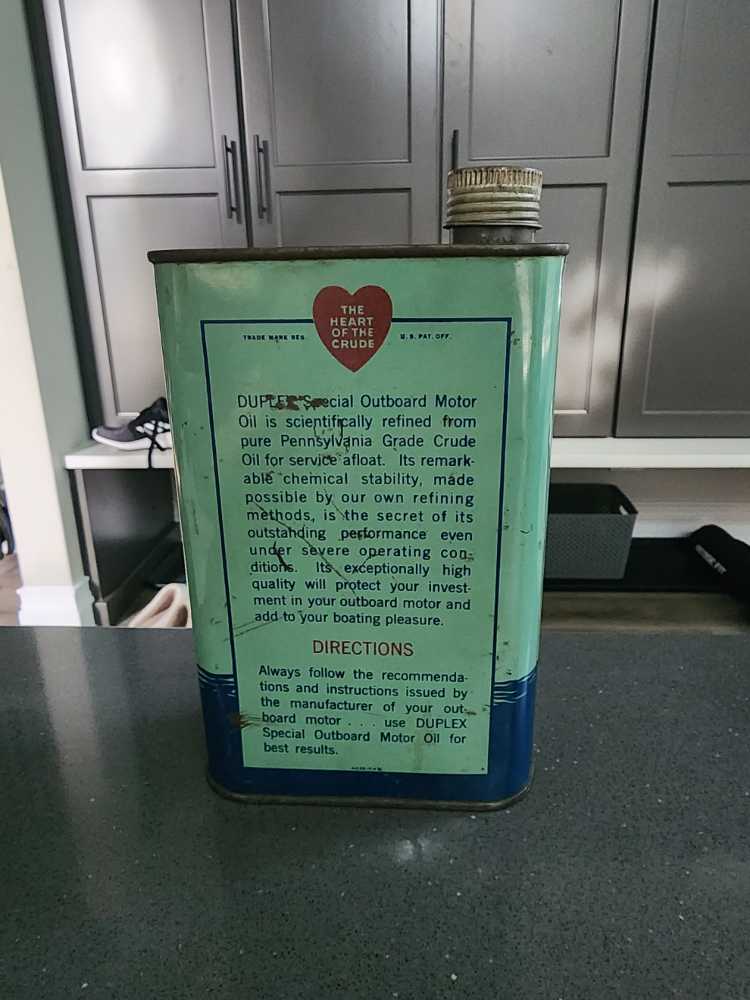 THE
HEART
OF THE
CRUDE
TRADE MARK REG. U.S. PAT. OFF.
DUPLEX Special Outboard Motor
Oil is scientifically refined from
pure Pennsylvania Grade Crude
Oil for service afloat. Its remark-
able chemical stability, made
possible by our own refining
methods, is the secret of its
outstanding performance even
under severe operating con-
ditions. Its exceptionally high
quality will protect your invest-
ment in your outboard motor and
add to your boating pleasure.
DIRECTIONS
Always follow the recommenda-
tions and instructions issued by
the manufacturer of your out-
board motor . . . use DUPLEX
Special Outboard Motor Oil for
best results.